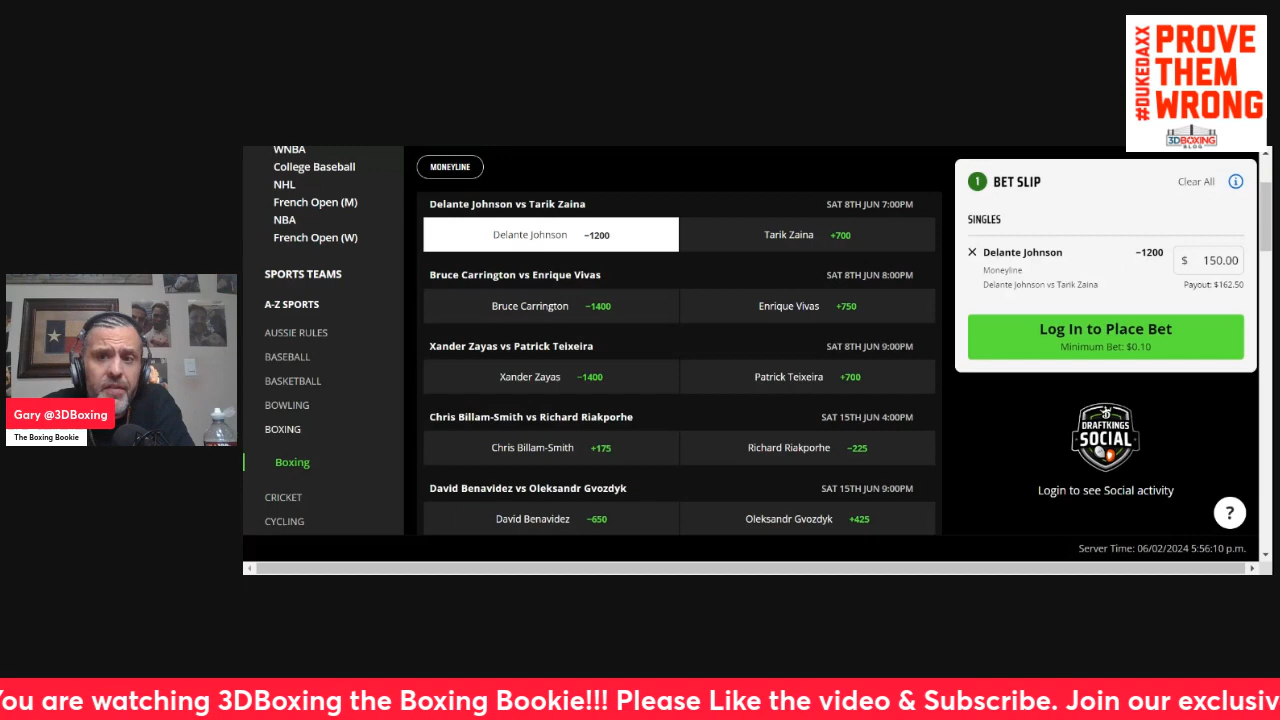 #DUKEDAXX
PROVE
THEM
WRONG
3DBOXING
BLOG
WNBA
College Baseball
NHL
French Open (M)
NBA
French Open (W)
SPORTS TEAMS
A-Z SPORTS
AUSSIE RULES
BASEBALL
BASKETBALL
BOWLING
BOXING
Boxing
CRICKET
CYCLING
MONEYLINE
Delante Johnson vs Tarik Zaina SAT 8TH JUN 7:00PM
Delante Johnson −1200 Tarik Zaina +700
Bruce Carrington vs Enrique Vivas SAT 8TH JUN 8:00PM
Bruce Carrington −1400 Enrique Vivas +750
Xander Zayas vs Patrick Teixeira SAT 8TH JUN 9:00PM
Xander Zayas −1400 Patrick Teixeira +700
Chris Billam-Smith vs Richard Riakporhe SAT 15TH JUN 4:00PM
Chris Billam-Smith +175 Richard Riakporhe −225
David Benavidez vs Oleksandr Gvozdyk SAT 15TH JUN 9:00PM
David Benavidez −650 Oleksandr Gvozdyk +425
1 BET SLIP Clear All
SINGLES
Delante Johnson −1200 $ 150.00
Moneyline
Delante Johnson vs Tarik Zaina Payout: $162.50
Log In to Place Bet
Minimum Bet: $0.10
DRAFTKINGS
SOCIAL
Login to see Social activity
?
Server Time: 06/02/2024 5:56:10 p.m.
Gary @3DBoxing
The Boxing Bookie
You are watching 3DBoxing the Boxing Bookie!!! Please Like the video & Subscribe. Join our exclusiv